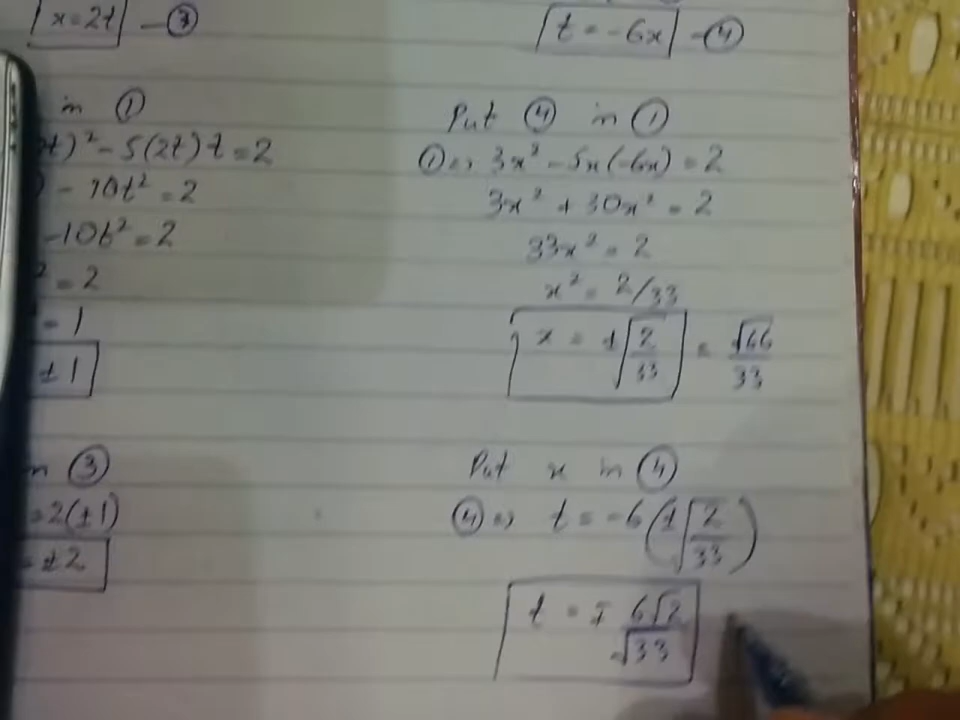 x = 2t — ③
in ①
t)² - 5(2t) t = 2
) - 10t² = 2
- 10t² = 2
² = 2
= 1
± 1
in ③
= 2(±1)
= ±2
t = -6x — ④
Put ④ in ①
① ⇒ 3x² - 5x(-6x) = 2
3x² + 30x² = 2
33x² = 2
x² = 2/33
x = ±√(2/33) = √66/33
Put x in ④
④ ⇒ t = -6(±√(2/33))
t = ∓ 6√2/√33